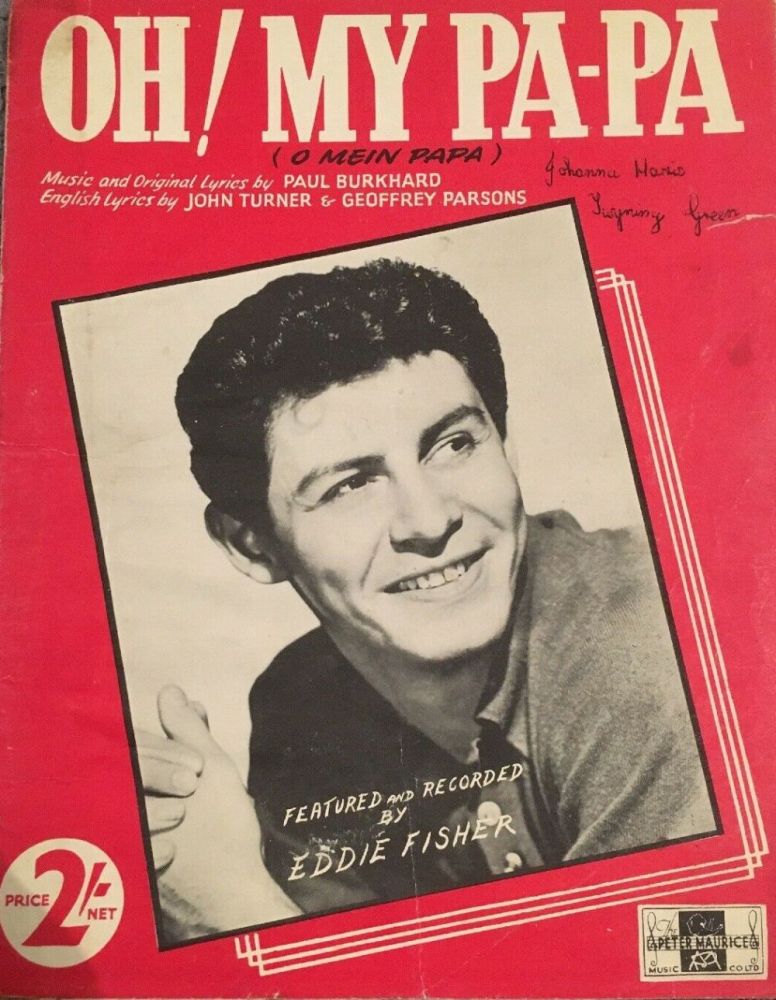 OH! MY PA-PA
(O MEIN PAPA)
Music and Original Lyrics by PAUL BURKHARD
English Lyrics by JOHN TURNER & GEOFFREY PARSONS
Johanna
Green
FEATURED AND RECORDED
BY
EDDIE FISHER
PRICE 2/- NET
The
PETER MAURICE
MUSIC CO LTD